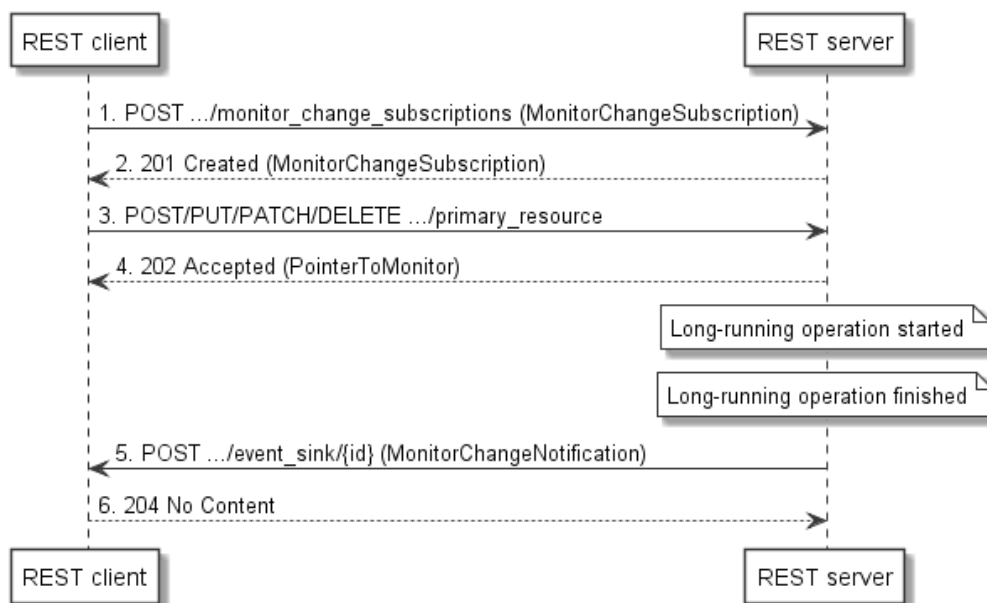 REST client
REST server
1. POST .../monitor_change_subscriptions (MonitorChangeSubscription)
2. 201 Created (MonitorChangeSubscription)
3. POST/PUT/PATCH/DELETE .../primary_resource
4. 202 Accepted (PointerToMonitor)
Long-running operation started
Long-running operation finished
5. POST .../event_sink/{id} (MonitorChangeNotification)
6. 204 No Content
REST client
REST server